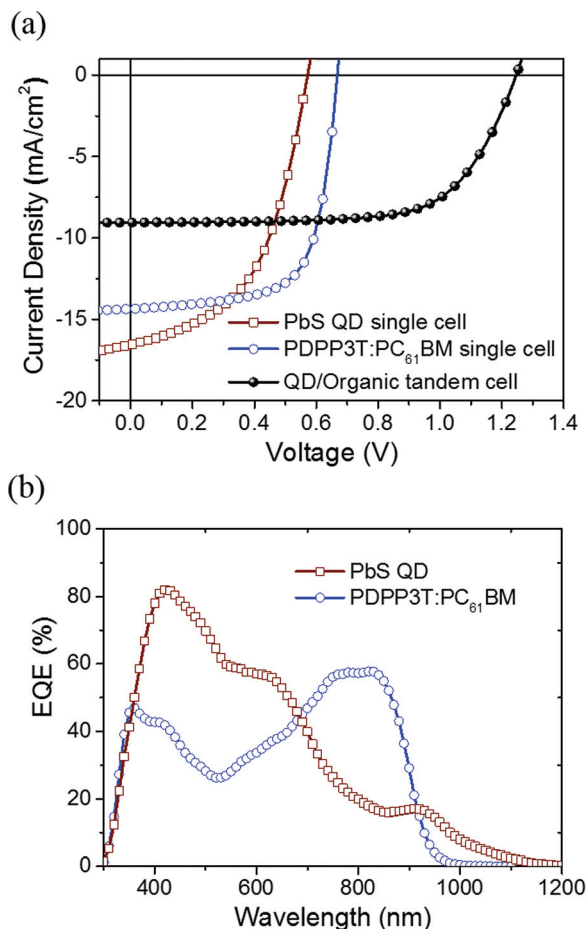 (a)
0
-5
-10
-15
-20
Current Density (mA/cm²)
PbS QD single cell
PDPP3T:PC₆₁BM single cell
QD/Organic tandem cell
0.0 0.2 0.4 0.6 0.8 1.0 1.2 1.4
Voltage (V)
(b)
100
80
60
40
20
0
EQE (%)
PbS QD
PDPP3T:PC₆₁BM
400 600 800 1000 1200
Wavelength (nm)